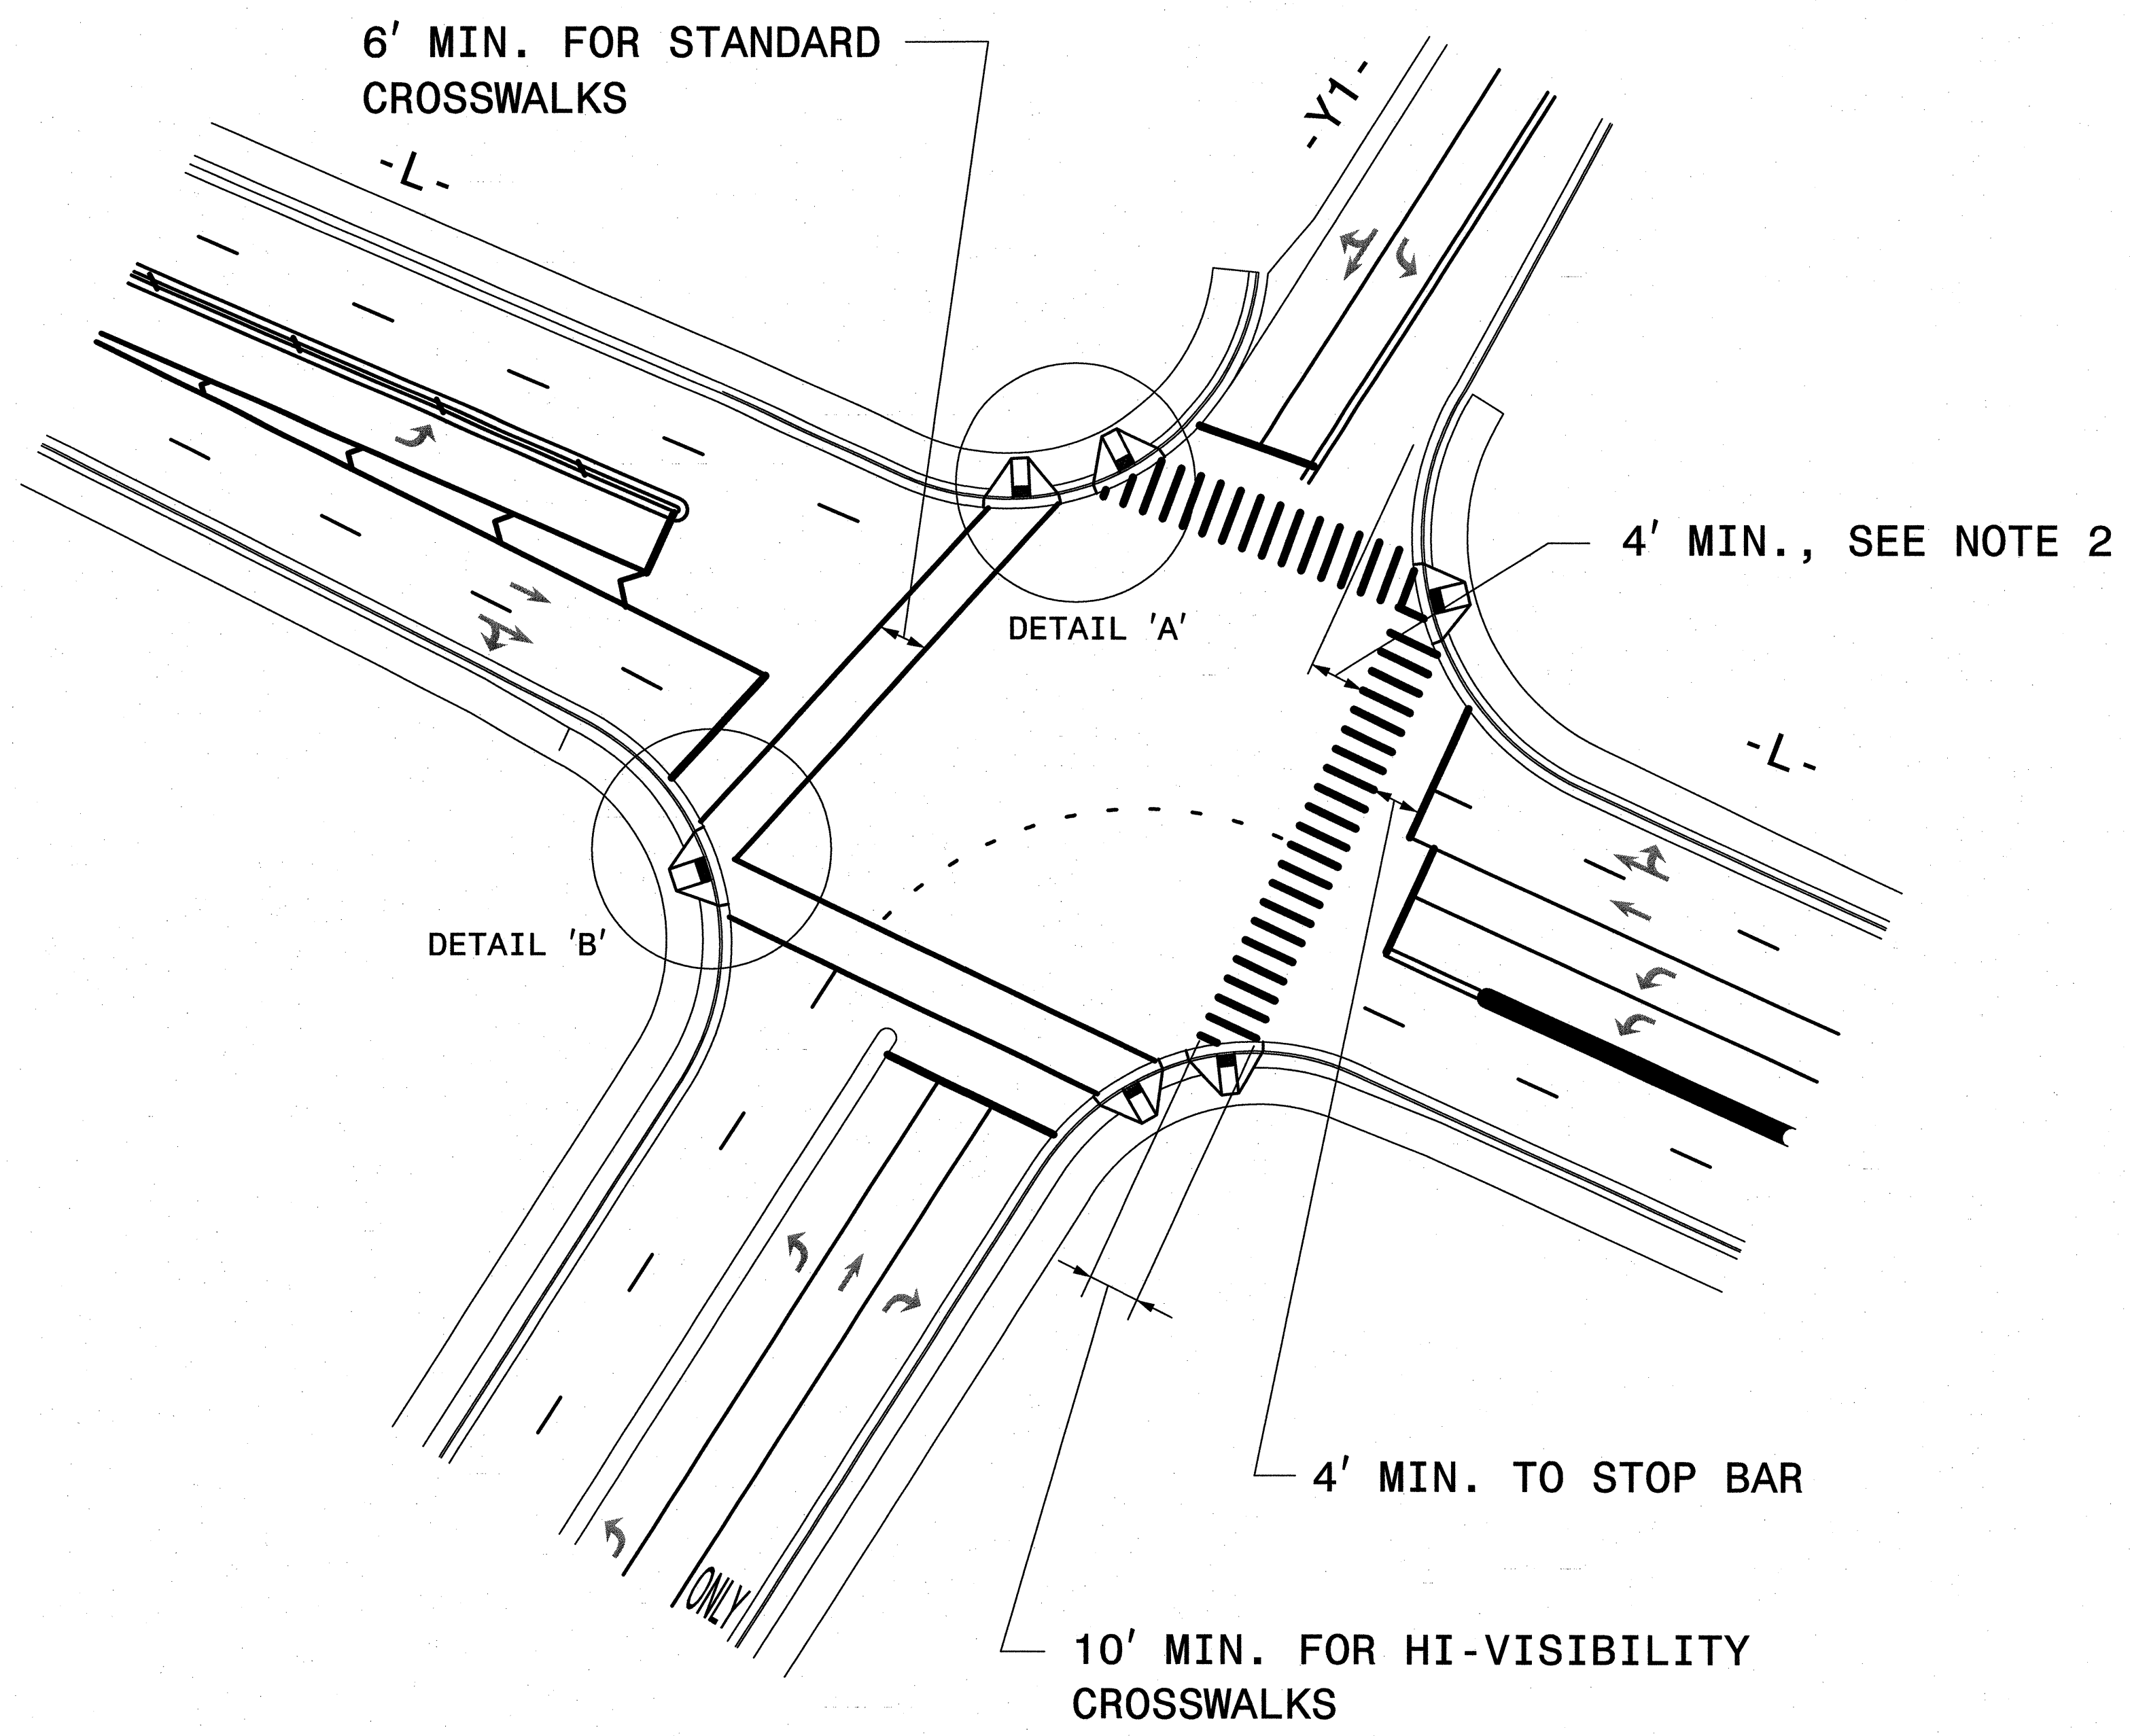 6' MIN. FOR STANDARD
CROSSWALKS
-Y1-
-L-
4' MIN., SEE NOTE 2
DETAIL 'A'
-L-
DETAIL 'B'
4' MIN. TO STOP BAR
ONLY
10' MIN. FOR HI-VISIBILITY
CROSSWALKS